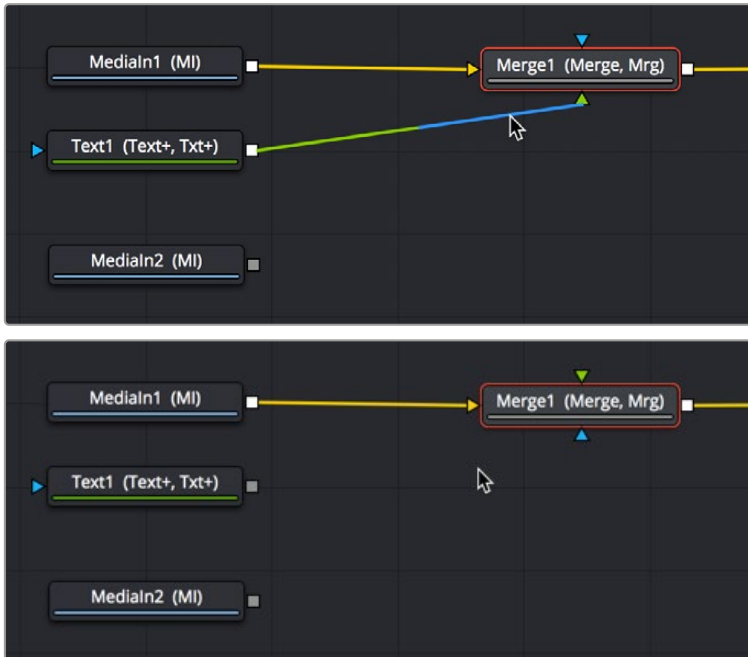 MediaIn1 (MI)
Merge1 (Merge, Mrg)
Text1 (Text+, Txt+)
MediaIn2 (MI)
MediaIn1 (MI)
Merge1 (Merge, Mrg)
Text1 (Text+, Txt+)
MediaIn2 (MI)